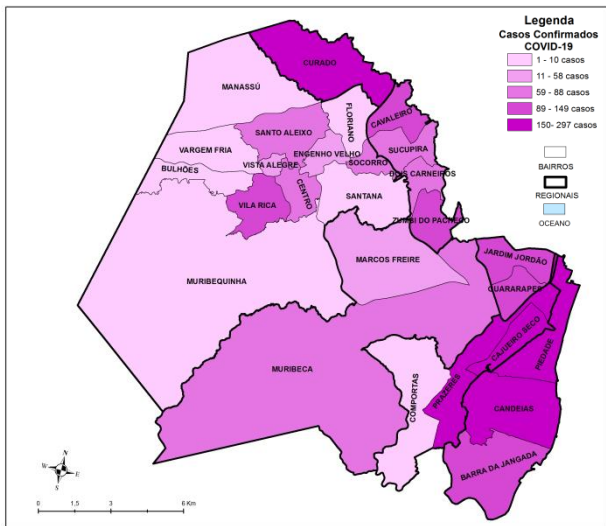 Legenda
Casos Confirmados
COVID-19
1 - 10 casos
11 - 58 casos
59 - 88 casos
89 - 149 casos
150- 297 casos
BAIRROS
REGIONAIS
OCEANO
CURADO
MANASSÚ
FLORIANO
CAVALEIRO
SANTO ALEIXO
VARGEM FRIA
ENGENHO VELHO
SUCUPIRA
VISTA ALEGRE
SOCORRO
BULHÕES
DOIS CARNEIROS
CENTRO
SANTANA
VILA RICA
ZUMBI DO PACHECO
MARCOS FREIRE
JARDIM JORDÃO
MURIBEQUINHA
GUARARAPES
CAJUEIRO SECO
PIEDADE
MURIBECA
COMPORTAS
PRAZERES
CANDEIAS
BARRA DA JANGADA
N
W
E
S
0 1,5 3 6 Km